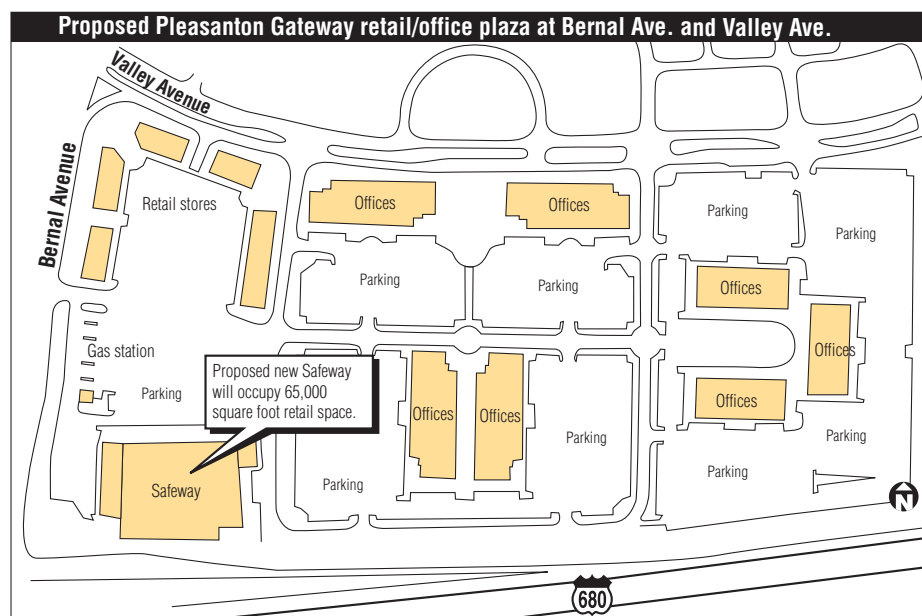 Proposed Pleasanton Gateway retail/office plaza at Bernal Ave. and Valley Ave.
Valley Avenue
Bernal Avenue
Retail stores
Offices
Offices
Parking
Parking
Parking
Parking
Offices
Offices
Offices
Gas station
Parking
Proposed new Safeway
will occupy 65,000
square foot retail space.
Offices
Offices
Parking
Parking
Parking
Parking
Safeway
N
680